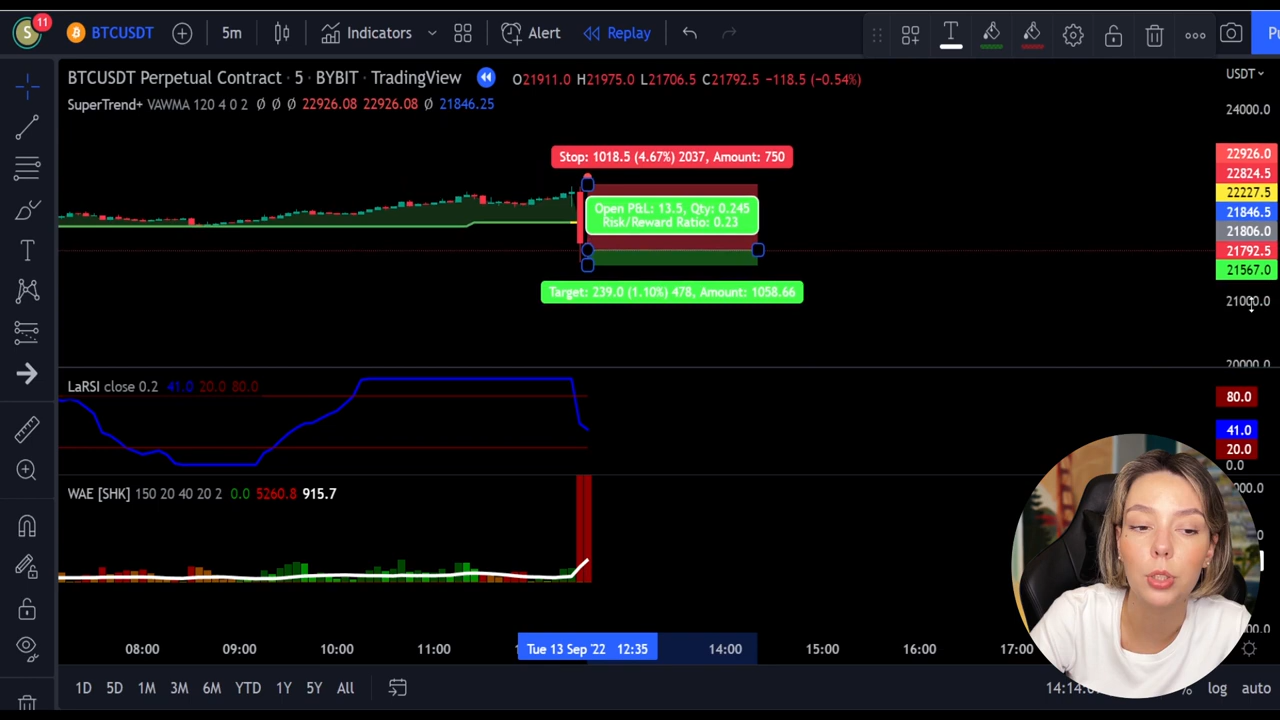 S 11 BTCUSDT 5m Indicators Alert Replay T Pu
BTCUSDT Perpetual Contract · 5 · BYBIT · TradingView O21911.0 H21975.0 L21706.5 C21792.5 −118.5 (−0.54%) USDT
SuperTrend+ VAWMA 120 4 0 2 Ø Ø Ø 22926.08 22926.08 Ø 21846.25
24000.0
Stop: 1018.5 (4.67%) 2037, Amount: 750
22926.0
22824.5
22227.5
Open P&L: 13.5, Qty: 0.245
Risk/Reward Ratio: 0.23
21846.5
21806.0
21792.5
21567.0
Target: 239.0 (1.10%) 478, Amount: 1058.66
21000.0
20000.0
LaRSI close 0.2 41.0 20.0 80.0
80.0
41.0
20.0
0.0
WAE [SHK] 150 20 40 20 2 0.0 5260.8 915.7
08:00 09:00 10:00 11:00 Tue 13 Sep '22 12:35 14:00 15:00 16:00 17:00
1D 5D 1M 3M 6M YTD 1Y 5Y All 14:14:0 % log auto